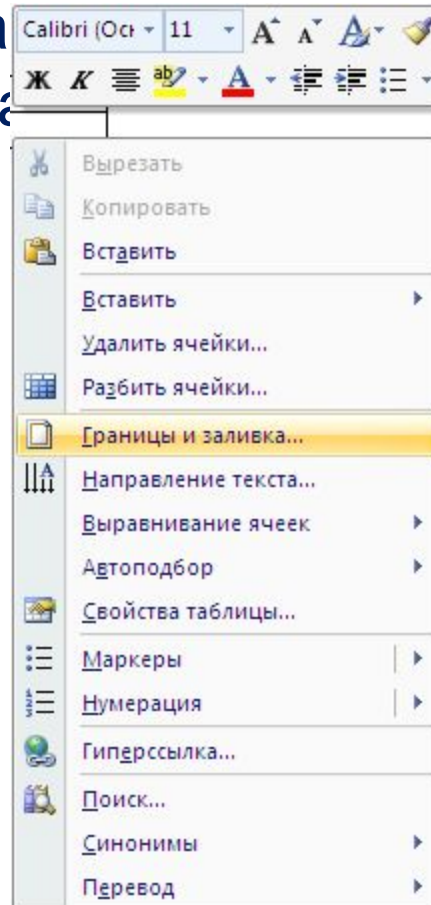 а
Calibri (Осн 11 А А А
Ж К ab А
Вырезать
Копировать
Вставить
Вставить
Удалить ячейки...
Разбить ячейки...
Границы и заливка...
Направление текста...
Выравнивание ячеек
Автоподбор
Свойства таблицы...
Маркеры
Нумерация
Гиперссылка...
Поиск...
Синонимы
Перевод